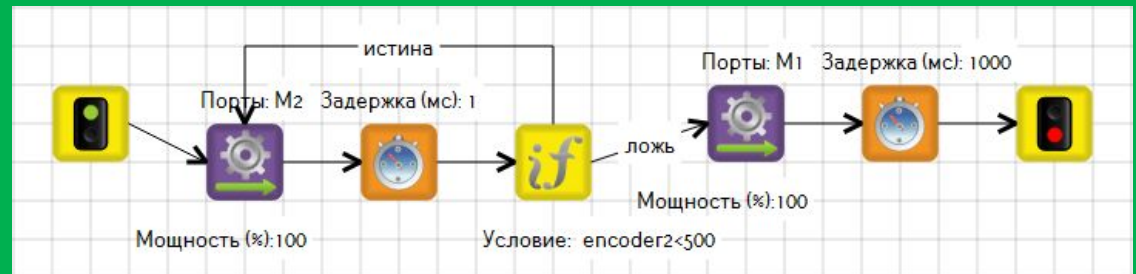 истина
Порты: M1 Задержка (мс): 1000
Порты: M2 Задержка (мс): 1
if
ложь
Мощность (%):100
Мощность (%):100
Условие: encoder2<500